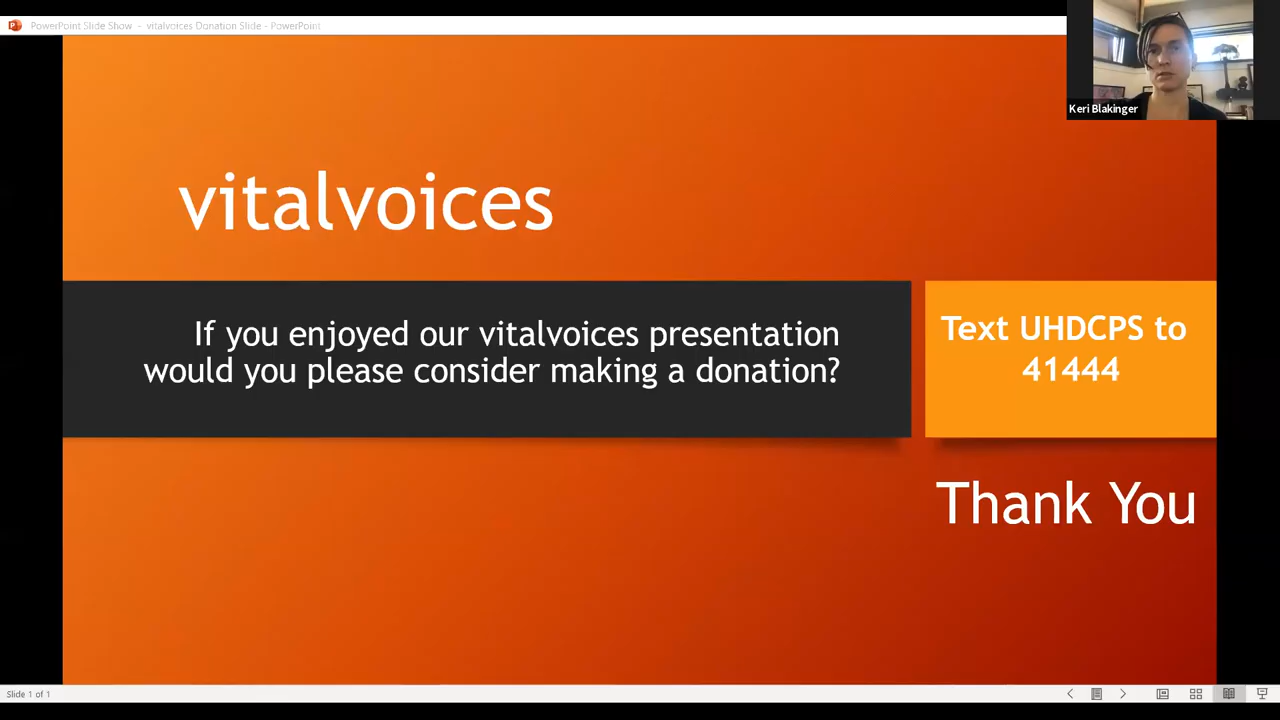 PowerPoint Slide Show - vitalvoices Donation Slide - PowerPoint
Keri Blakinger
vitalvoices
If you enjoyed our vitalvoices presentation
would you please consider making a donation?
Text UHDCPS to
41444
Thank You
Slide 1 of 1